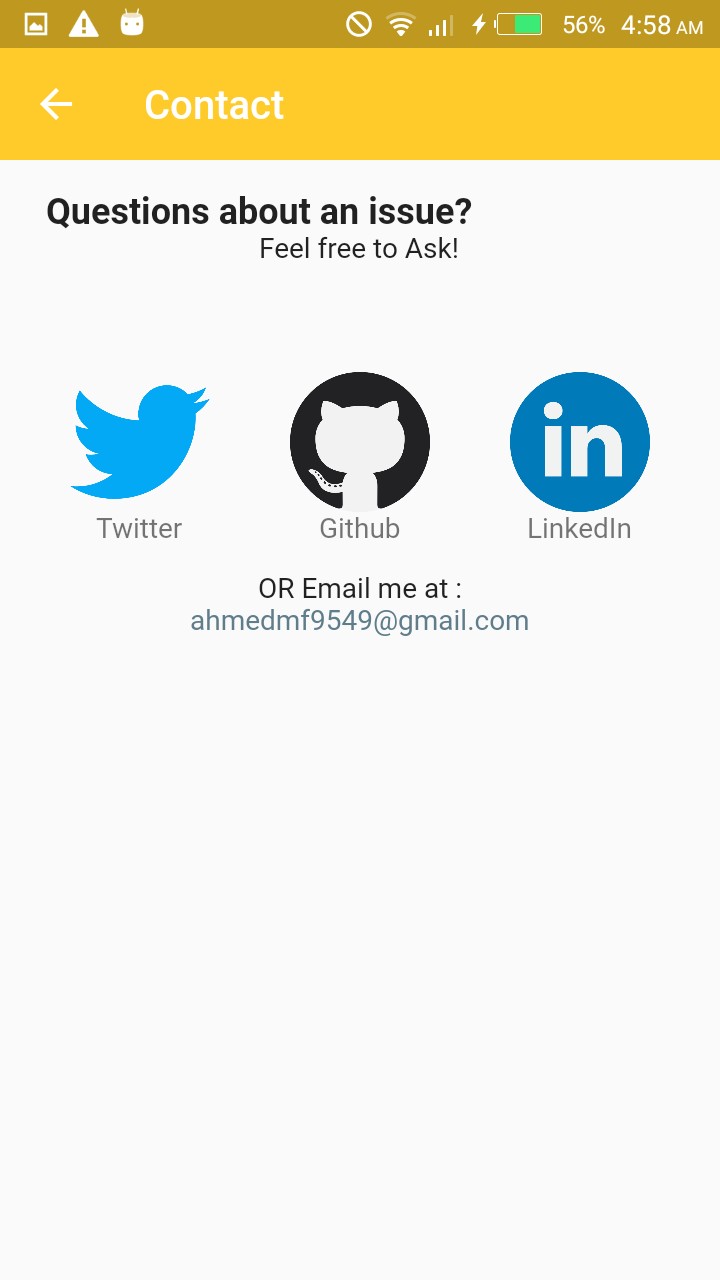 56% 4:58 AM
Contact
Questions about an issue?
Feel free to Ask!
Twitter Github LinkedIn
OR Email me at :
ahmedmf9549@gmail.com